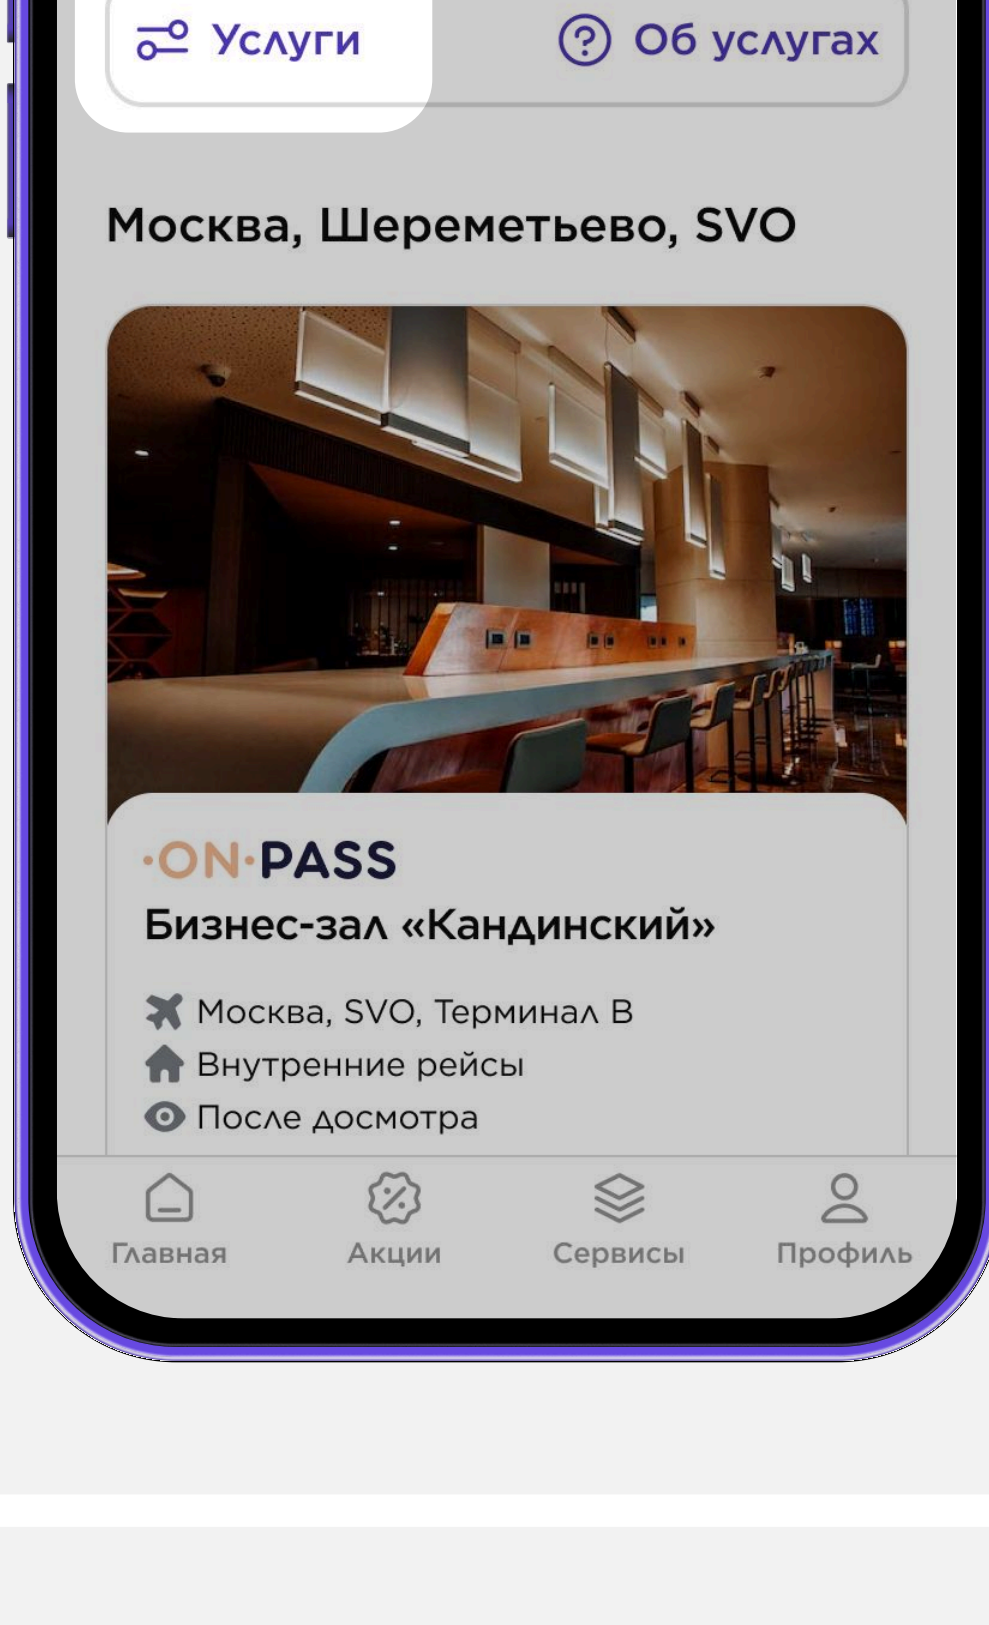 Услуги
Об услугах
Москва, Шереметьево, SVO
·ON·PASS
Бизнес-зал «Кандинский»
Москва, SVO, Терминал B
Внутренние рейсы
После досмотра
Главная
Акции
Сервисы
Профиль